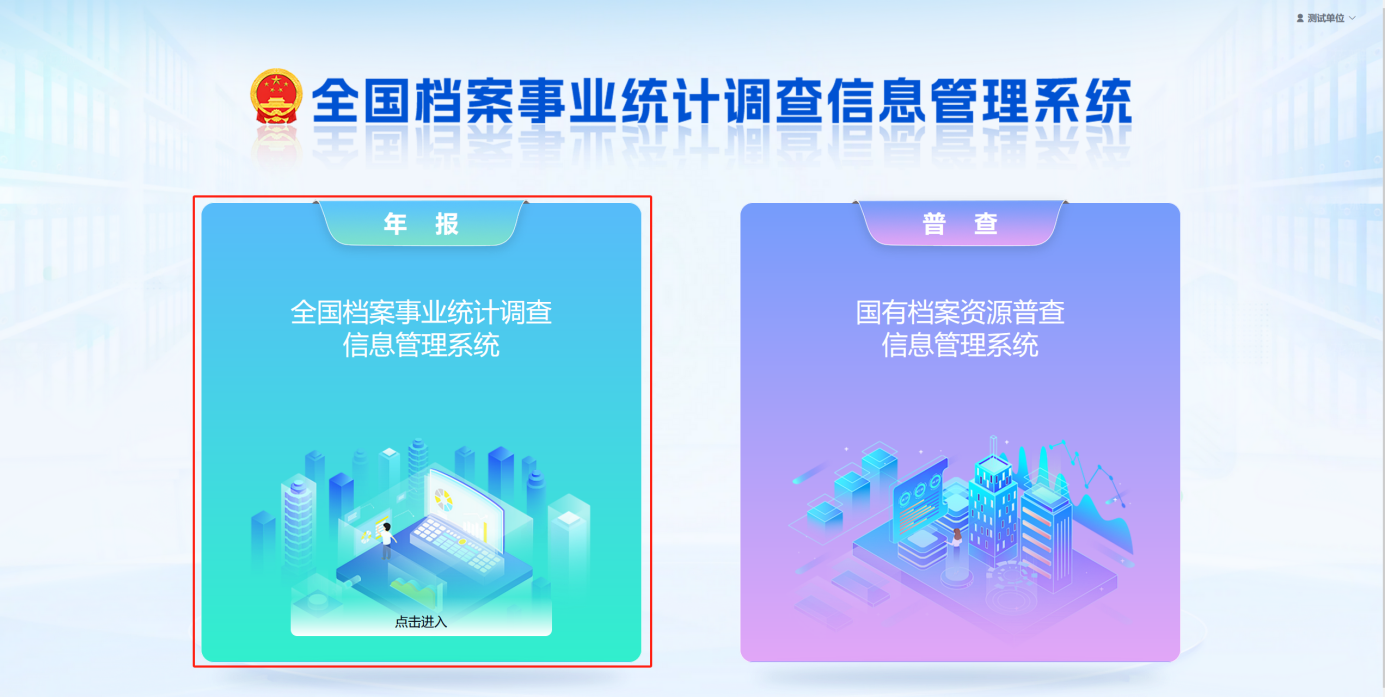 测试单位
全国档案事业统计调查信息管理系统
年 报
全国档案事业统计调查
信息管理系统
点击进入
普 查
国有档案资源普查
信息管理系统